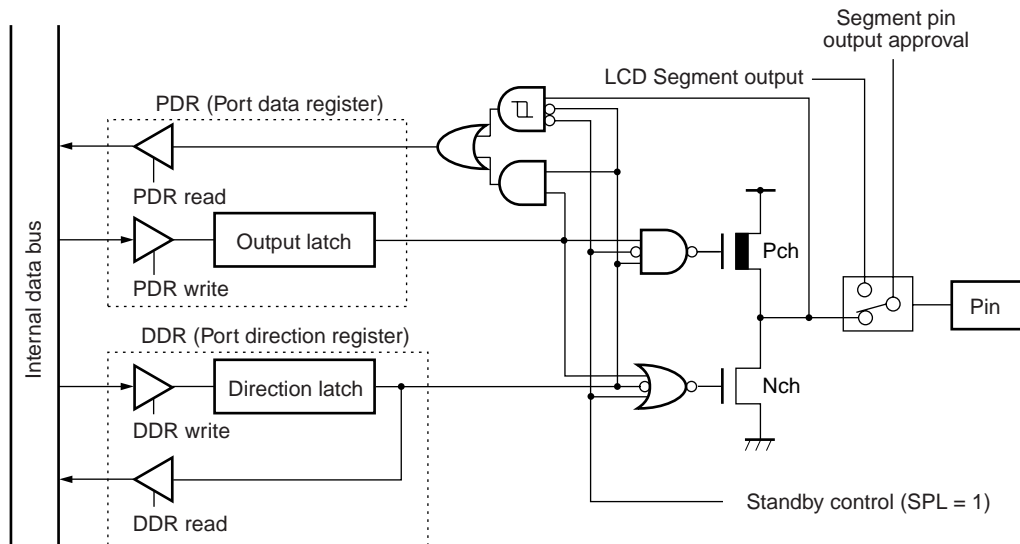 Segment pin
output approval
LCD Segment output
PDR (Port data register)
PDR read
Output latch
PDR write
Pch
Pin
Internal data bus
DDR (Port direction register)
Direction latch
Nch
DDR write
DDR read
Standby control (SPL = 1)